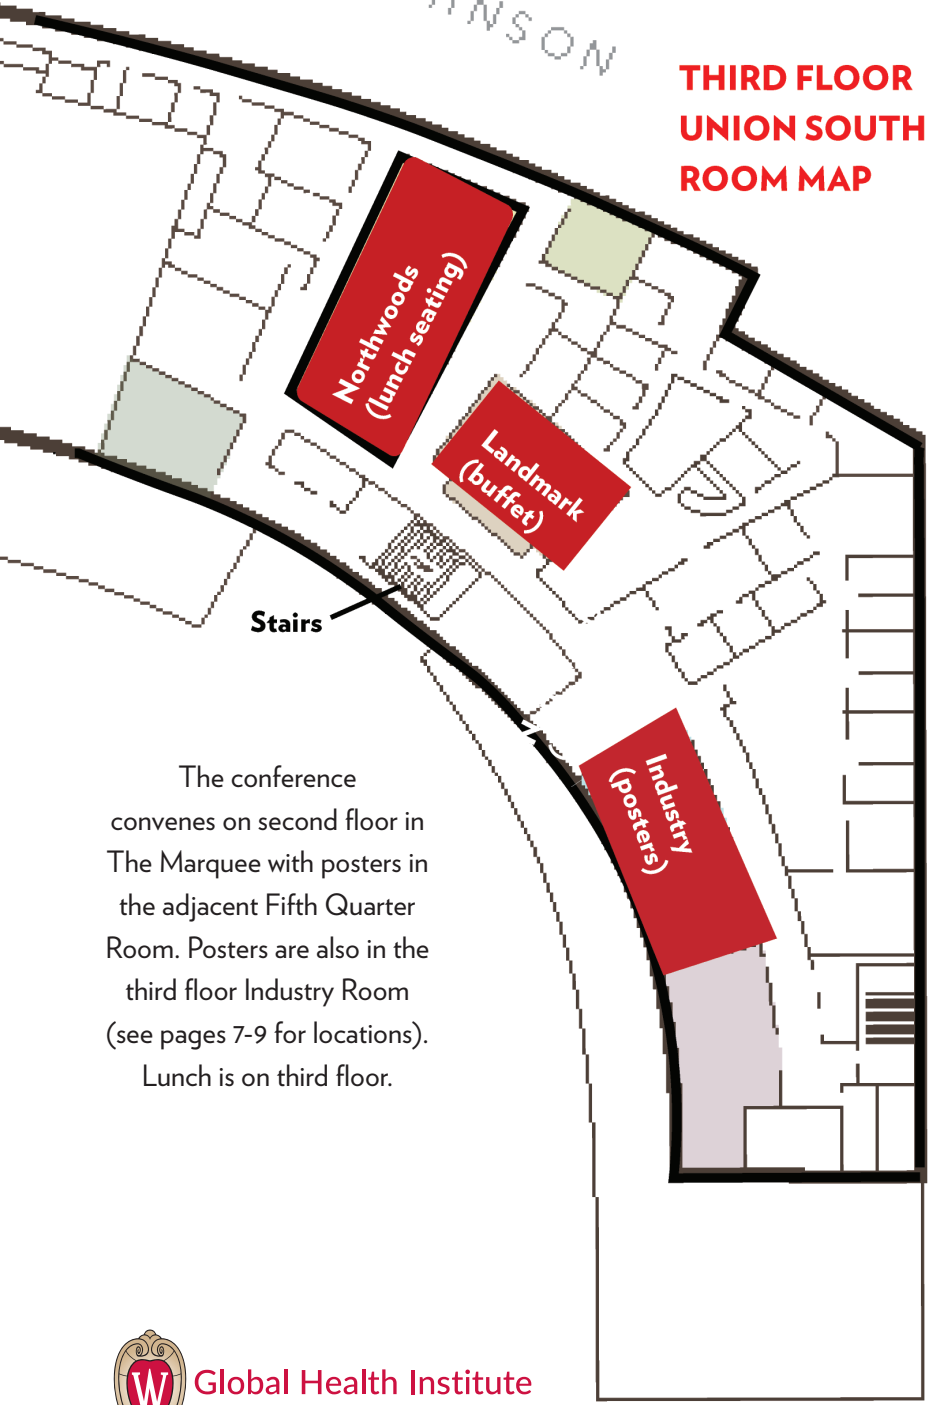 NSON
THIRD FLOOR
UNION SOUTH
ROOM MAP
Northwoods
(lunch seating)
Landmark
(buffet)
Stairs
Industry
(posters)
The conference
convenes on second floor in
The Marquee with posters in
the adjacent Fifth Quarter
Room. Posters are also in the
third floor Industry Room
(see pages 7-9 for locations).
Lunch is on third floor.
W
Global Health Institute